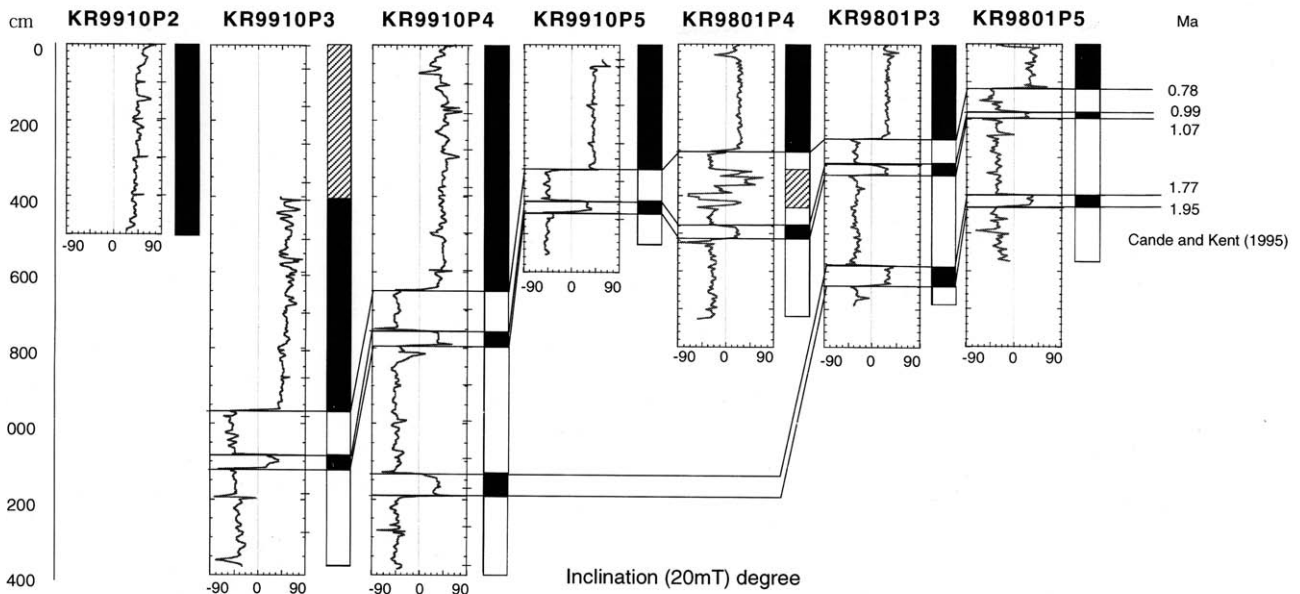 cm KR9910P2 KR9910P3 KR9910P4 KR9910P5 KR9801P4 KR9801P3 KR9801P5 Ma
0
0.78
0.99
200
1.07
400
1.77
1.95
-90 0 90
Cande and Kent (1995)
600
-90 0 90
800
-90 0 90
-90 0 90
-90 0 90
000
200
400
-90 0 90
-90 0 90
Inclination (20mT) degree